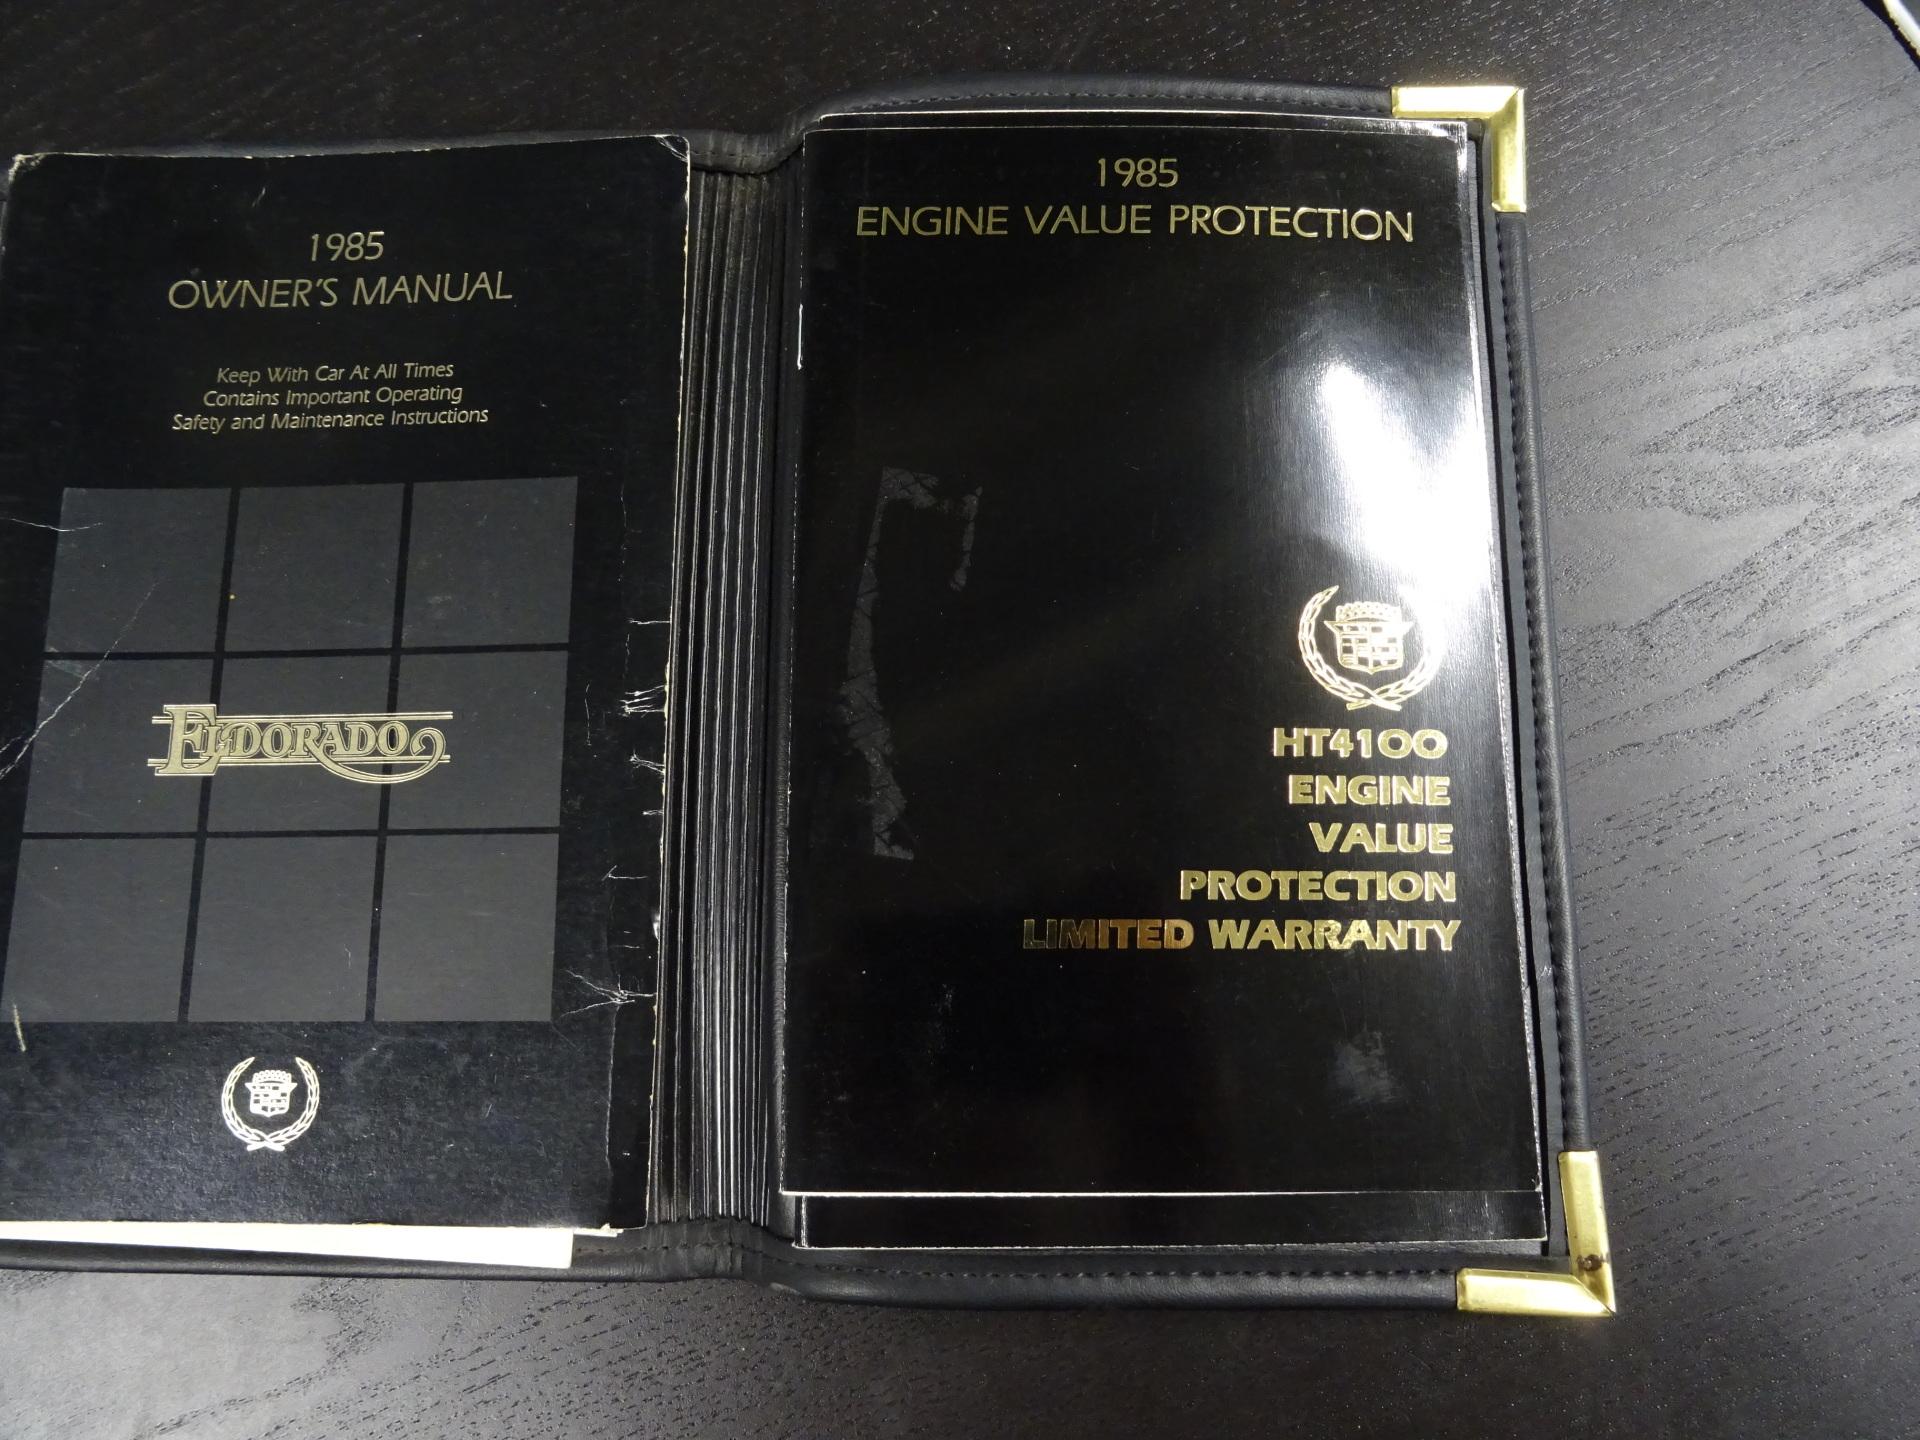 1985
OWNER'S MANUAL
Keep With Car At All Times
Contains Important Operating
Safety and Maintenance Instructions
ELDORADO
1985
ENGINE VALUE PROTECTION
HT4100
ENGINE
VALUE
PROTECTION
LIMITED WARRANTY